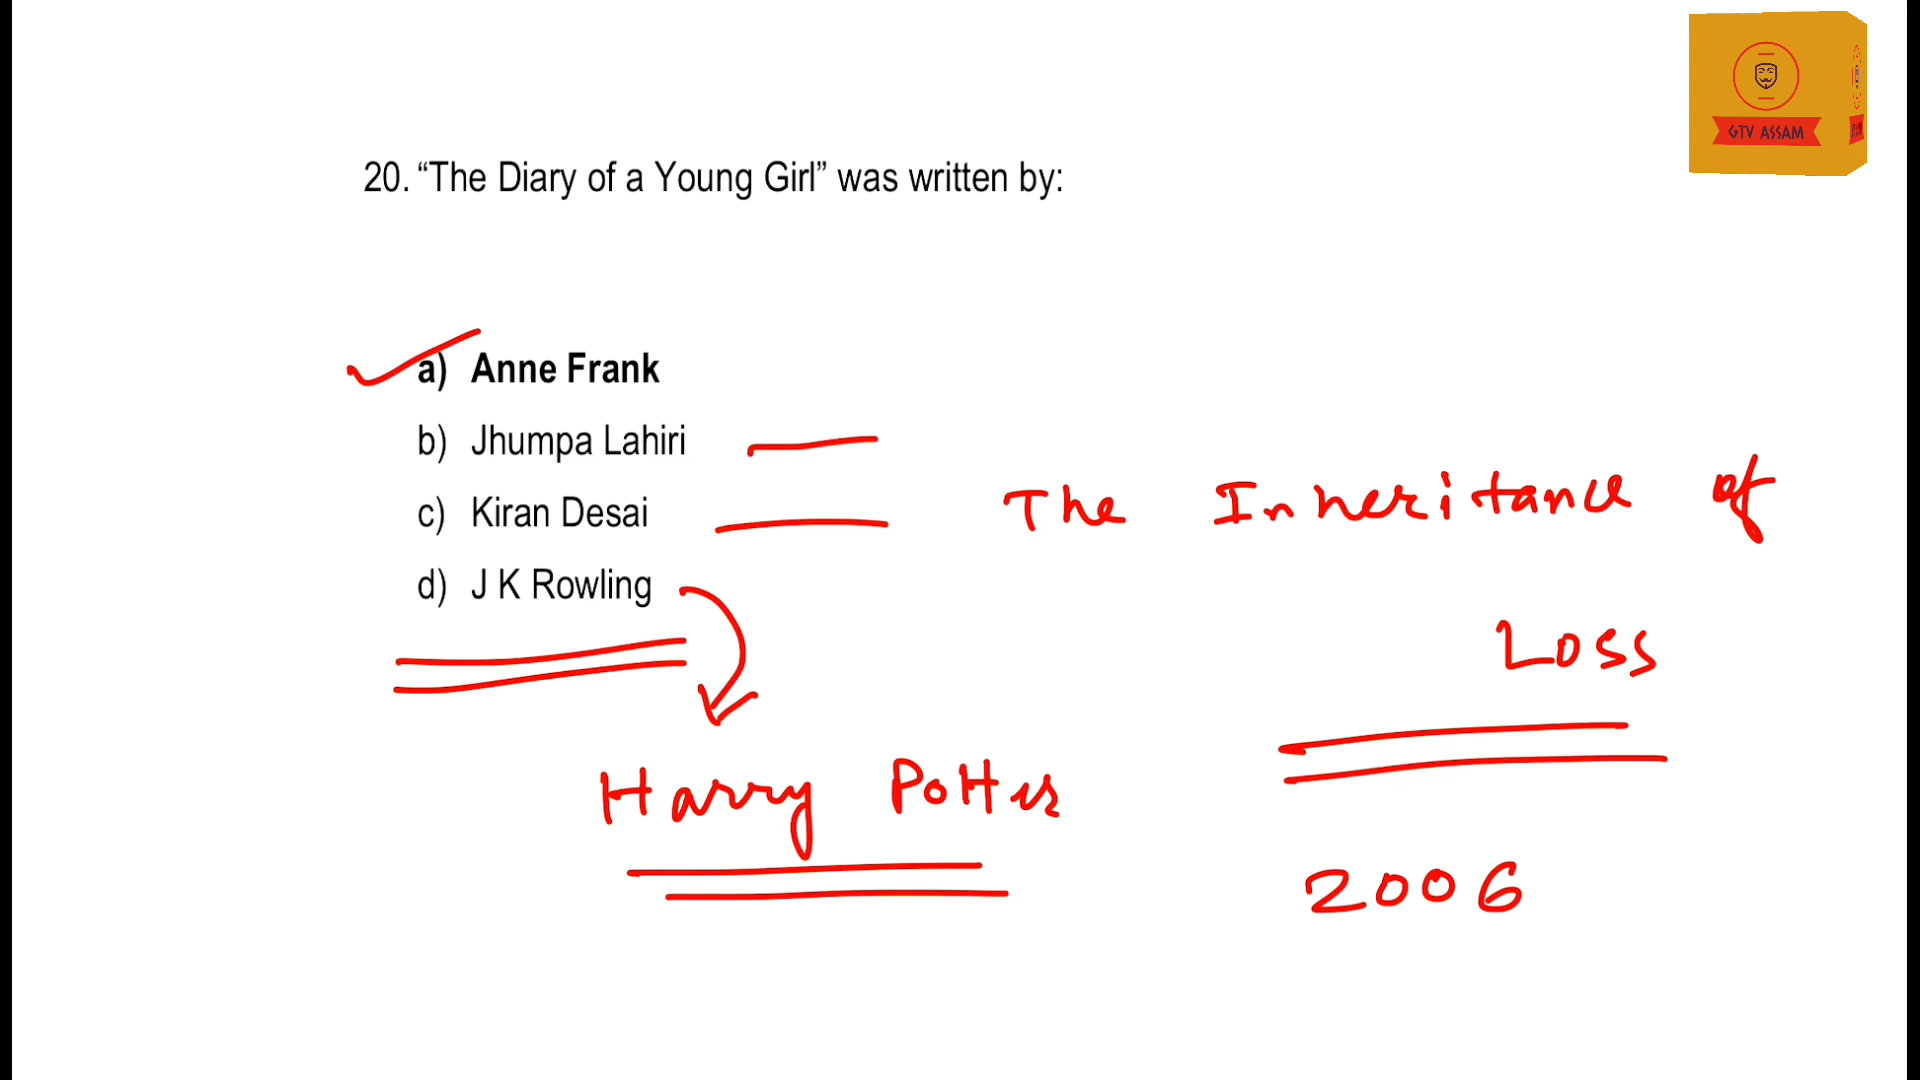 GTV ASSAM
20. “The Diary of a Young Girl” was written by:
a) Anne Frank
b) Jhumpa Lahiri
c) Kiran Desai
The Inheritance of
Loss
d) J K Rowling
Harry Potter
2006